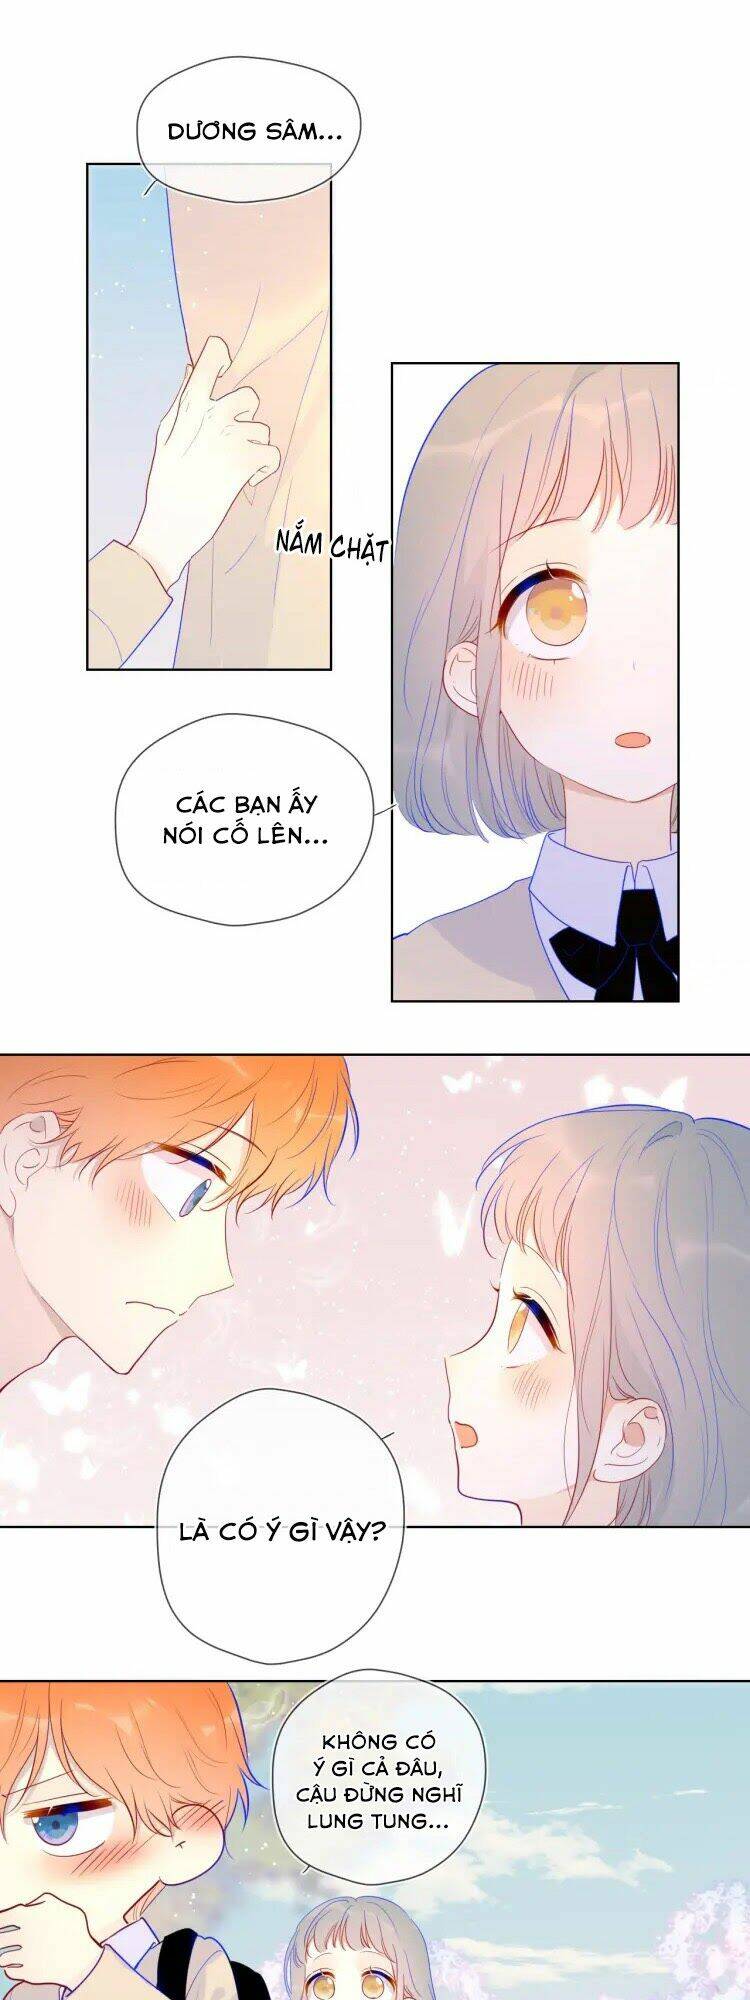 DƯƠNG SÂM...
NẮM CHẶT
CÁC BẠN ẤY
NÓI CỐ LÊN...
LÀ CÓ Ý GÌ VẬY?
KHÔNG CÓ
Ý GÌ CẢ ĐÂU,
CẬU ĐỪNG NGHĨ
LUNG TUNG...